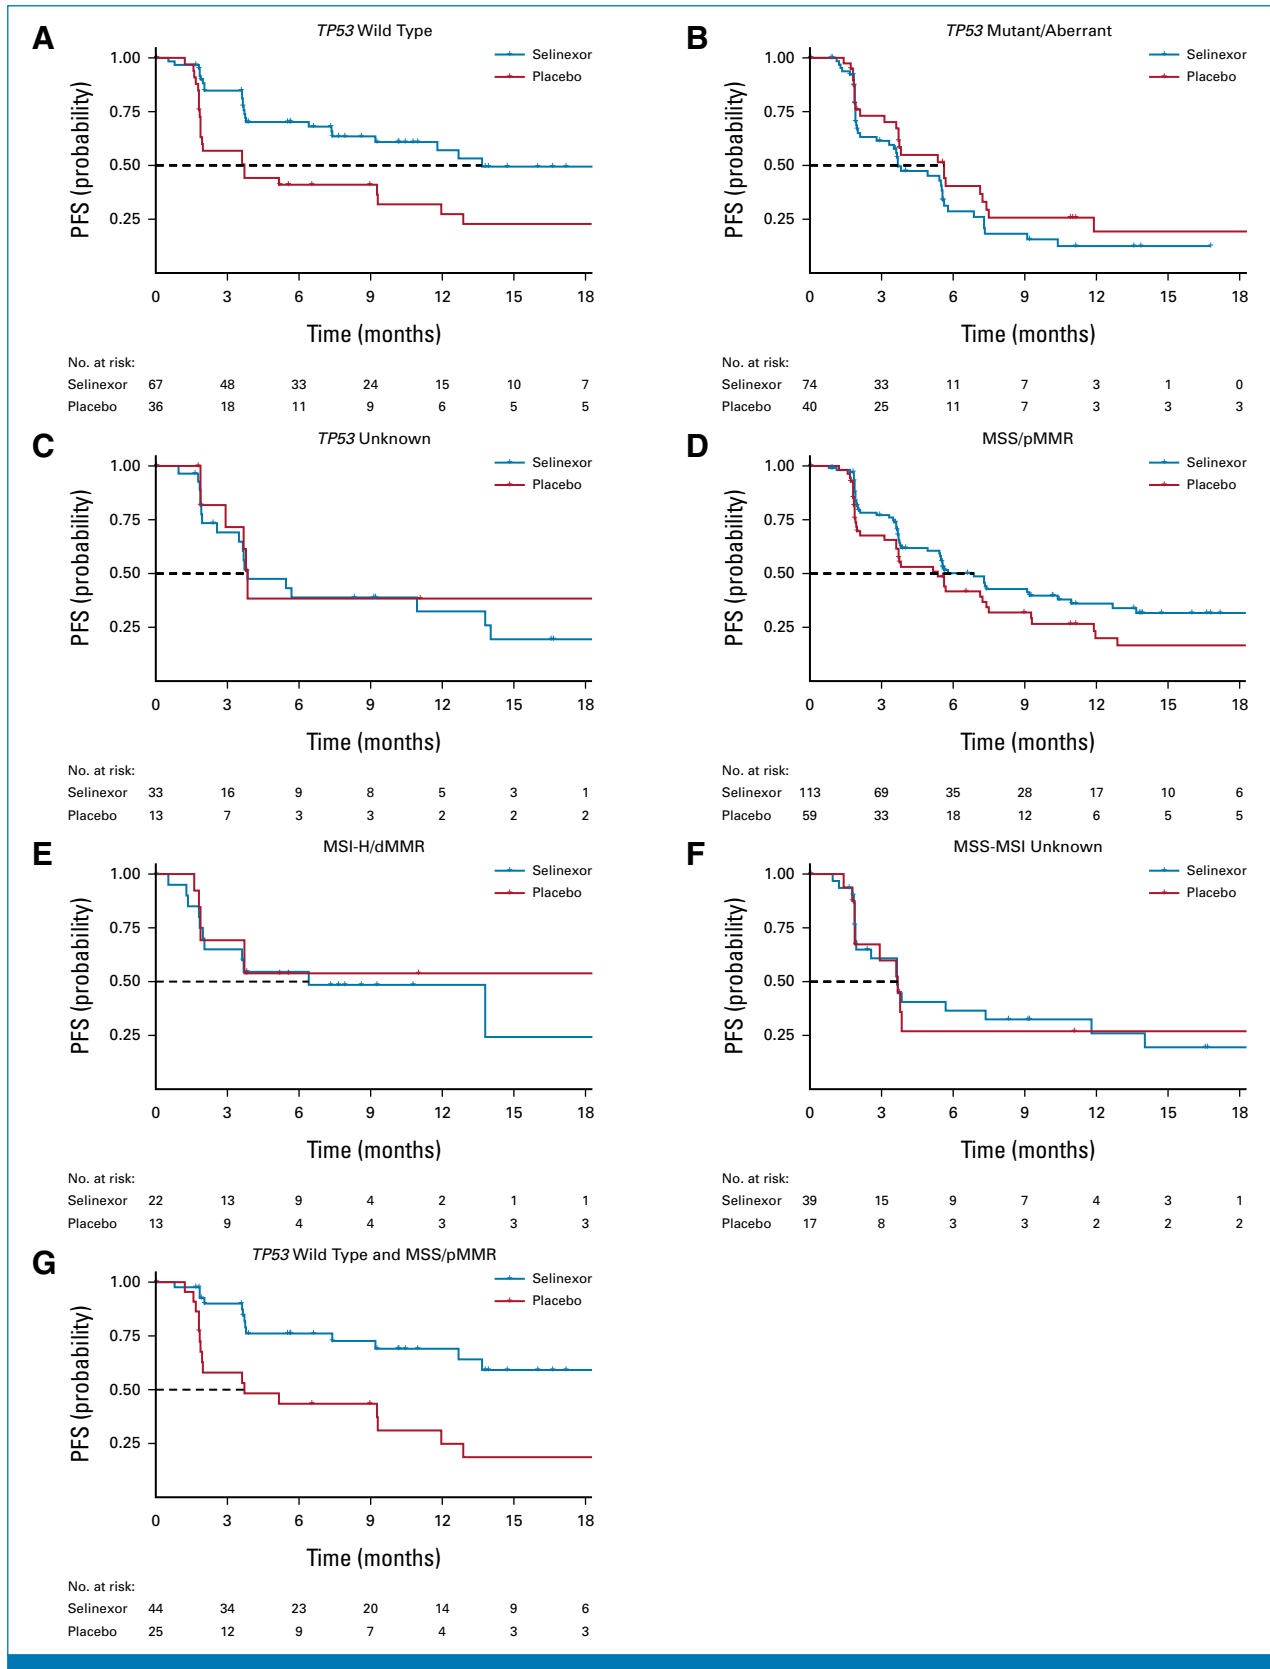 A
TP53 Wild Type
PFS (probability)
1.00
0.75
0.50
0.25
Selinexor
Placebo
0 3 6 9 12 15 18
Time (months)
No. at risk:
Selinexor 67 48 33 24 15 10 7
Placebo 36 18 11 9 6 5 5
B
TP53 Mutant/Aberrant
PFS (probability)
1.00
0.75
0.50
0.25
Selinexor
Placebo
0 3 6 9 12 15 18
Time (months)
No. at risk:
Selinexor 74 33 11 7 3 1 0
Placebo 40 25 11 7 3 3 3
C
TP53 Unknown
PFS (probability)
1.00
0.75
0.50
0.25
Selinexor
Placebo
0 3 6 9 12 15 18
Time (months)
No. at risk:
Selinexor 33 16 9 8 5 3 1
Placebo 13 7 3 3 2 2 2
D
MSS/pMMR
PFS (probability)
1.00
0.75
0.50
0.25
Selinexor
Placebo
0 3 6 9 12 15 18
Time (months)
No. at risk:
Selinexor 113 69 35 28 17 10 6
Placebo 59 33 18 12 6 5 5
E
MSI-H/dMMR
PFS (probability)
1.00
0.75
0.50
0.25
Selinexor
Placebo
0 3 6 9 12 15 18
Time (months)
No. at risk:
Selinexor 22 13 9 4 2 1 1
Placebo 13 9 4 4 3 3 3
F
MSS-MSI Unknown
PFS (probability)
1.00
0.75
0.50
0.25
Selinexor
Placebo
0 3 6 9 12 15 18
Time (months)
No. at risk:
Selinexor 39 15 9 7 4 3 1
Placebo 17 8 3 3 2 2 2
G
TP53 Wild Type and MSS/pMMR
PFS (probability)
1.00
0.75
0.50
0.25
Selinexor
Placebo
0 3 6 9 12 15 18
Time (months)
No. at risk:
Selinexor 44 34 23 20 14 9 6
Placebo 25 12 9 7 4 3 3